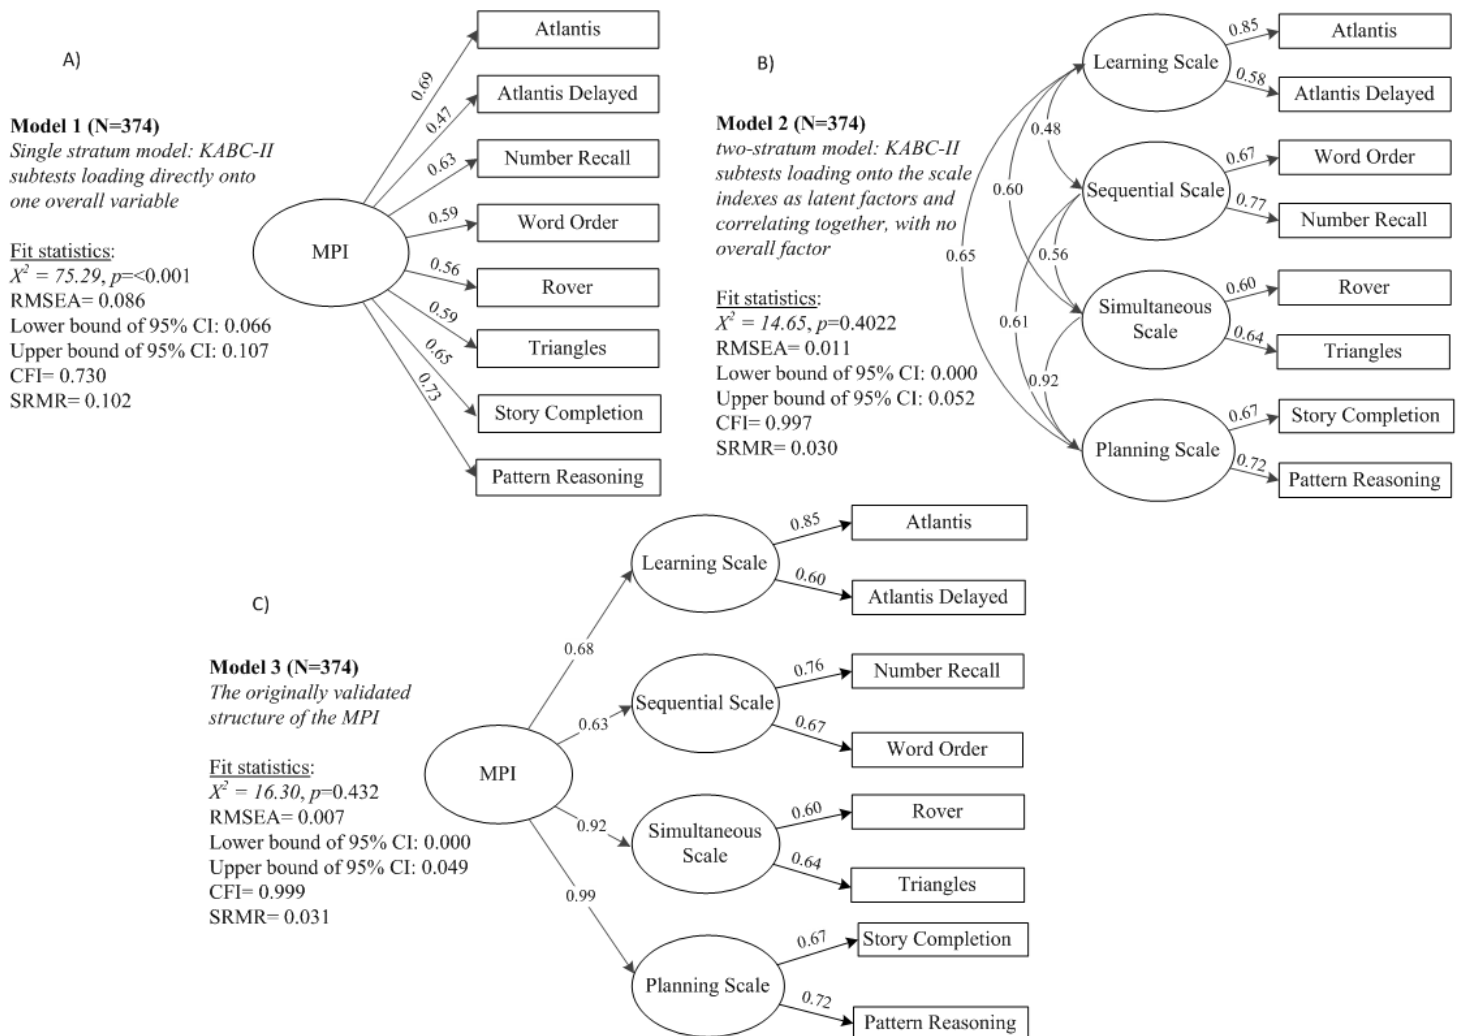 A)
Model 1 (N=374)
Single stratum model: KABC-II
subtests loading directly onto
one overall variable
Fit statistics:
X² = 75.29, p=<0.001
RMSEA= 0.086
Lower bound of 95% CI: 0.066
Upper bound of 95% CI: 0.107
CFI= 0.730
SRMR= 0.102
MPI
0.69
0.47
0.63
0.59
0.56
0.59
0.65
0.73
Atlantis
Atlantis Delayed
Number Recall
Word Order
Rover
Triangles
Story Completion
Pattern Reasoning
B)
Model 2 (N=374)
two-stratum model: KABC-II
subtests loading onto the scale
indexes as latent factors and
correlating together, with no
overall factor
Fit statistics:
X² = 14.65, p=0.4022
RMSEA= 0.011
Lower bound of 95% CI: 0.000
Upper bound of 95% CI: 0.052
CFI= 0.997
SRMR= 0.030
0.48
0.60
0.65
0.56
0.61
0.92
Learning Scale
Sequential Scale
Simultaneous
Scale
Planning Scale
0.85
0.58
0.67
0.77
0.60
0.64
0.67
0.72
Atlantis
Atlantis Delayed
Word Order
Number Recall
Rover
Triangles
Story Completion
Pattern Reasoning
C)
Model 3 (N=374)
The originally validated
structure of the MPI
Fit statistics:
X² = 16.30, p=0.432
RMSEA= 0.007
Lower bound of 95% CI: 0.000
Upper bound of 95% CI: 0.049
CFI= 0.999
SRMR= 0.031
MPI
0.68
0.63
0.92
0.99
Learning Scale
Sequential Scale
Simultaneous
Scale
Planning Scale
0.85
0.60
0.76
0.67
0.60
0.64
0.67
0.72
Atlantis
Atlantis Delayed
Number Recall
Word Order
Rover
Triangles
Story Completion
Pattern Reasoning